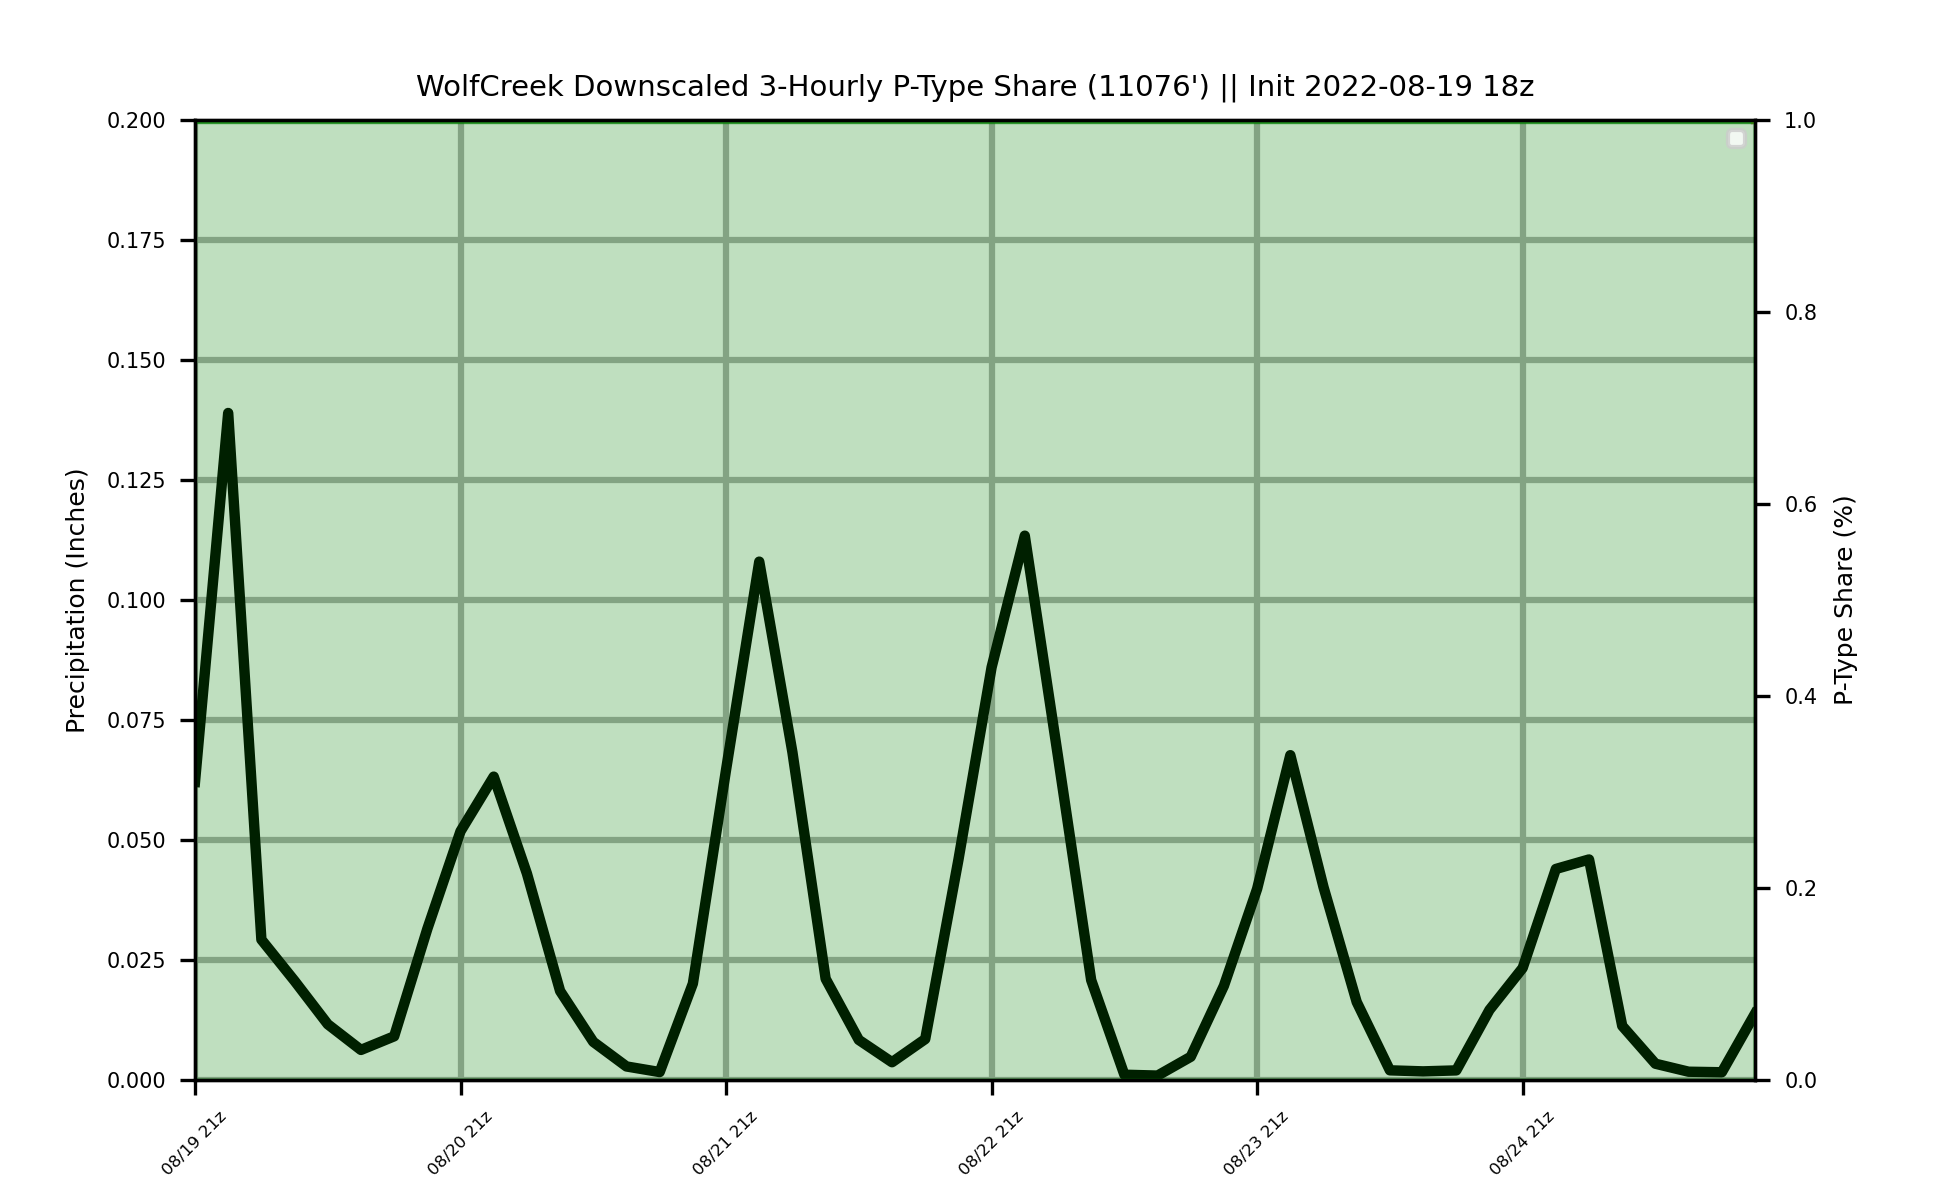 WolfCreek Downscaled 3-Hourly P-Type Share (11076') || Init 2022-08-19 18z
0.200
0.175
0.150
0.125
0.100
0.075
0.050
0.025
0.000
Precipitation (Inches)
1.0
0.8
0.6
0.4
0.2
0.0
P-Type Share (%)
08/19 21z
08/20 21z
08/21 21z
08/22 21z
08/23 21z
08/24 21z